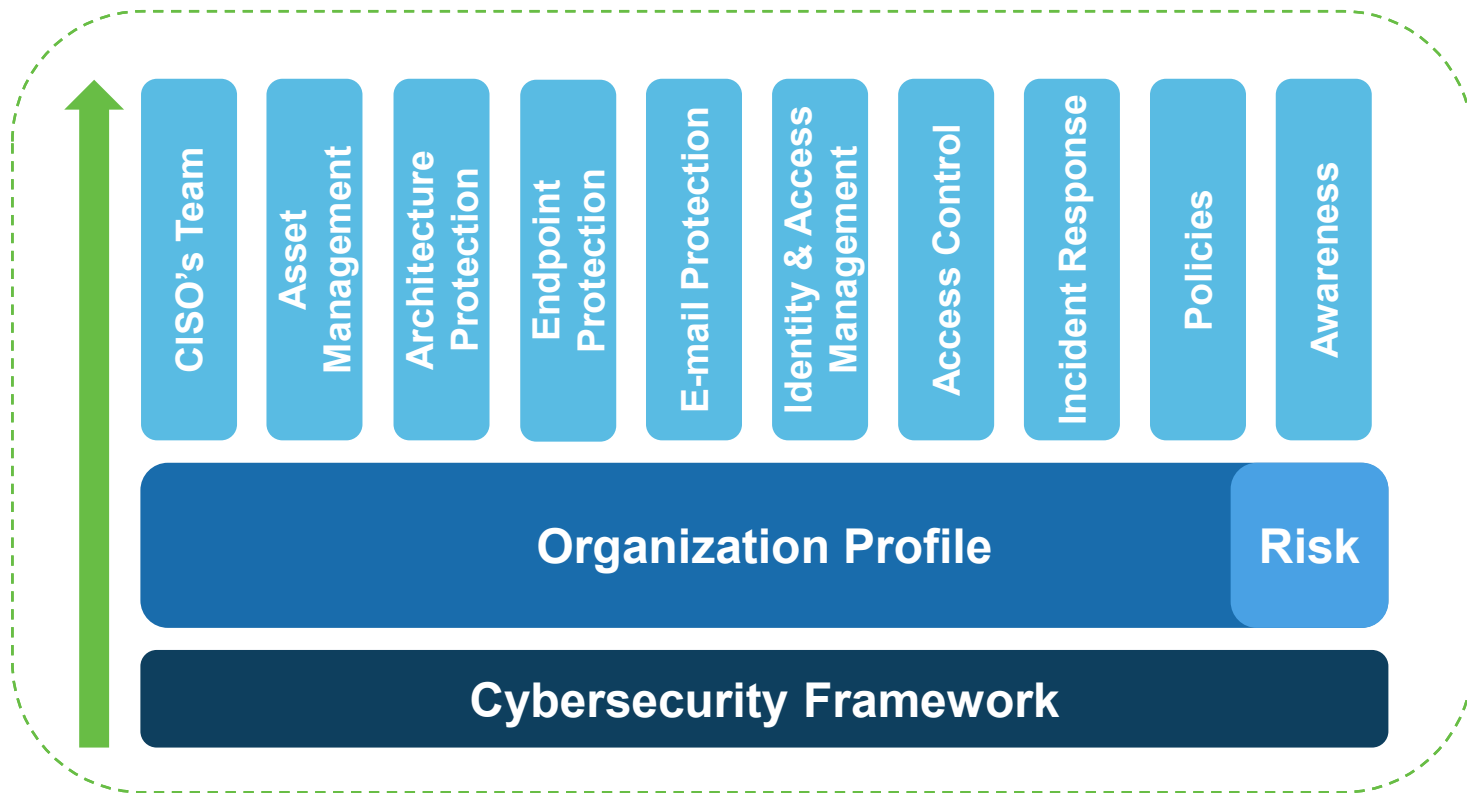 CISO’s Team
Asset
Management
Architecture
Protection
Endpoint
Protection
E-mail Protection
Identity & Access
Management
Access Control
Incident Response
Policies
Awareness
Organization Profile
Risk
Cybersecurity Framework